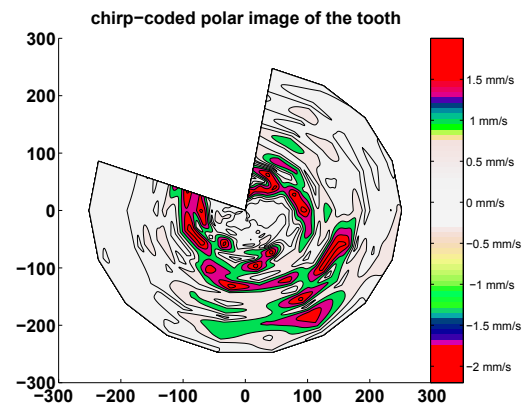 chirp−coded polar image of the tooth
300
200
100
0
−100
−200
−300
−300 −200 −100 0 100 200 300
1.5 mm/s
1 mm/s
0.5 mm/s
0 mm/s
−0.5 mm/s
−1 mm/s
−1.5 mm/s
−2 mm/s